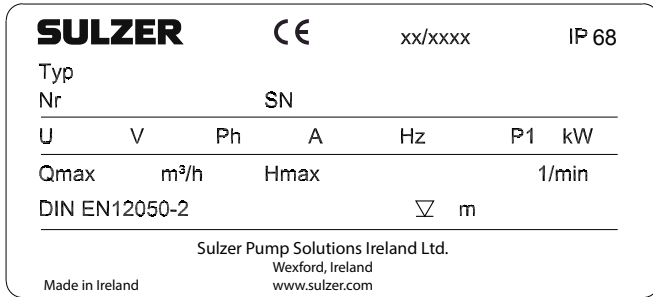 SULZER CE xx/xxxx IP 68
Typ
Nr SN
U V Ph A Hz P1 kW
Qmax m³/h Hmax 1/min
DIN EN12050-2 m
Sulzer Pump Solutions Ireland Ltd.
Wexford, Ireland
Made in Ireland www.sulzer.com